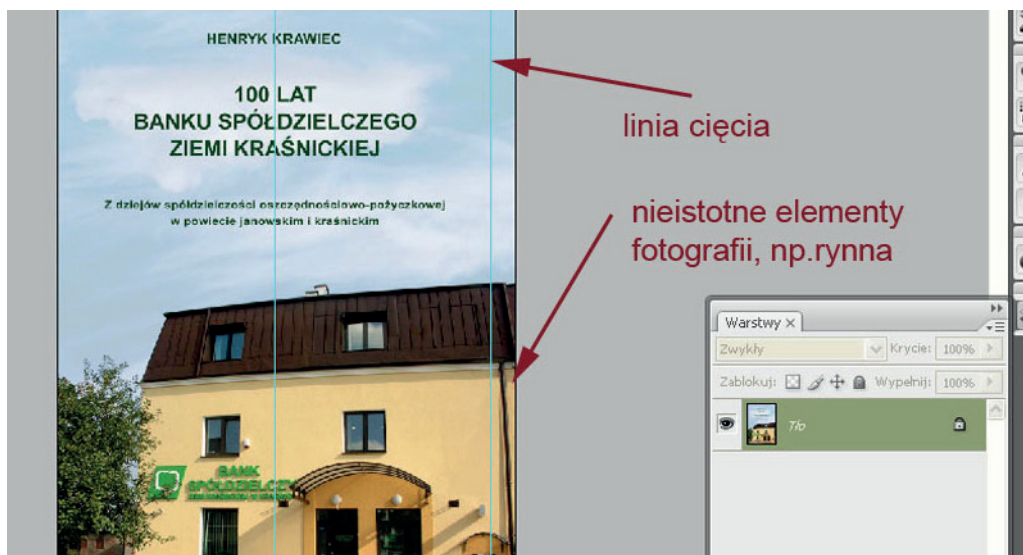 HENRYK KRAWIEC
100 LAT
BANKU SPÓŁDZIELCZEGO
ZIEMI KRAŚNICKIEJ
Z dziejów spółdzielczości oszczędnościowo-pożyczkowej
w powiecie janowskim i kraśnickim
linia cięcia
nieistotne elementy
fotografii, np.rynna
BANK
SPÓŁDZIELCZY
Warstwy ×
Zwykły Krycie: 100%
Zablokuj: Wypełnij: 100%
Tło